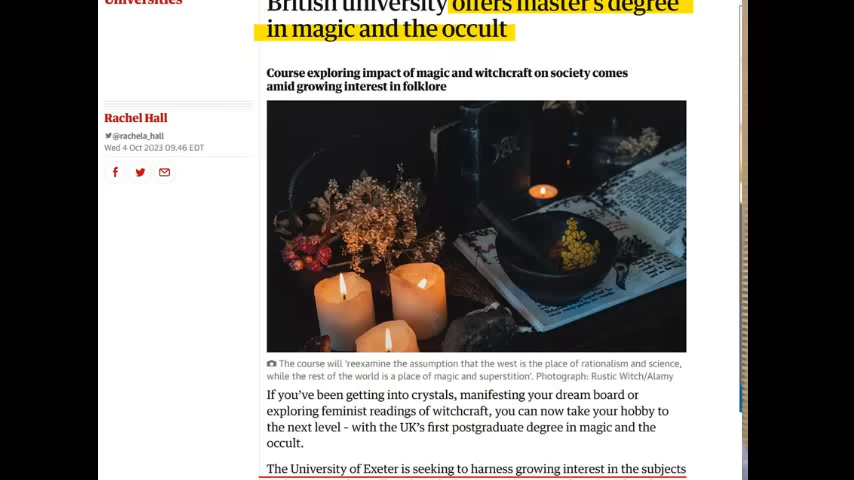 Universities
British university offers master's degree
in magic and the occult
Course exploring impact of magic and witchcraft on society comes
amid growing interest in folklore
Rachel Hall
@rachela_hall
Wed 4 Oct 2023 09.46 EDT
The course will 'reexamine the assumption that the west is the place of rationalism and science,
while the rest of the world is a place of magic and superstition'. Photograph: Rustic Witch/Alamy
If you've been getting into crystals, manifesting your dream board or
exploring feminist readings of witchcraft, you can now take your hobby to
the next level – with the UK's first postgraduate degree in magic and the
occult.
The University of Exeter is seeking to harness growing interest in the subjects